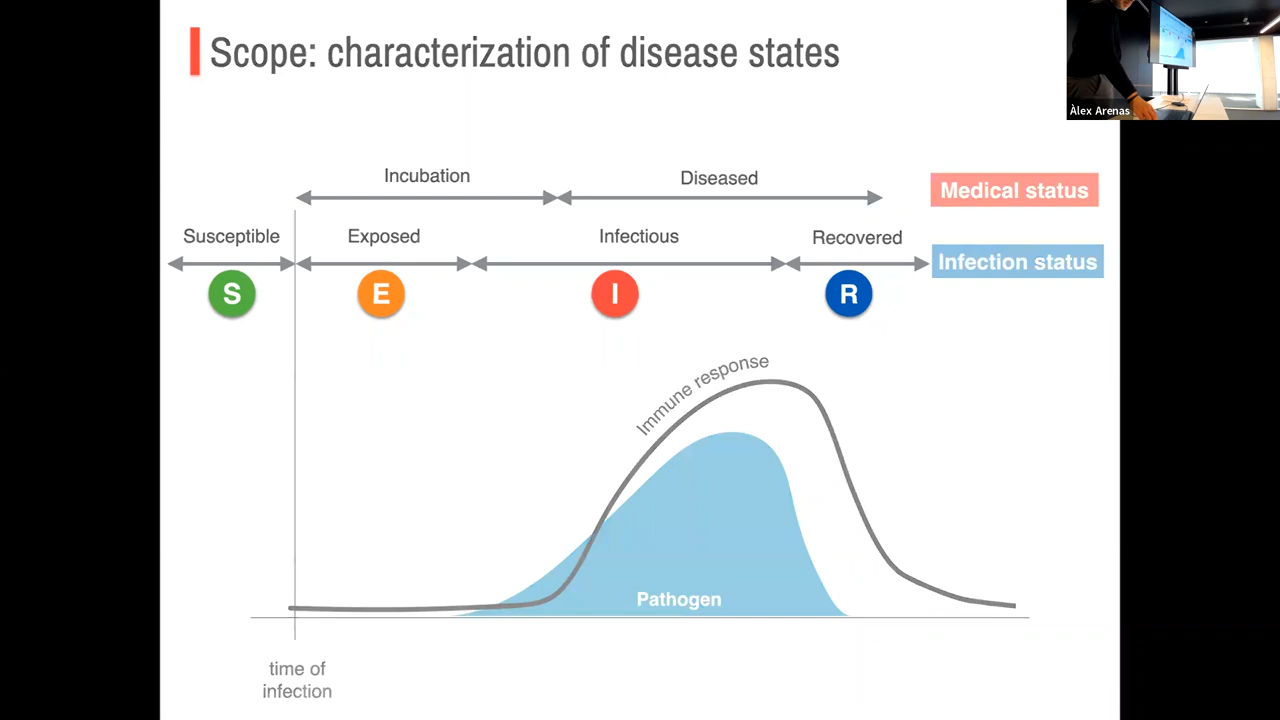 Scope: characterization of disease states
Àlex Arenas
Incubation
Diseased
Medical status
Susceptible
Exposed
Infectious
Recovered
Infection status
S
E
I
R
Immune response
Pathogen
time of
infection